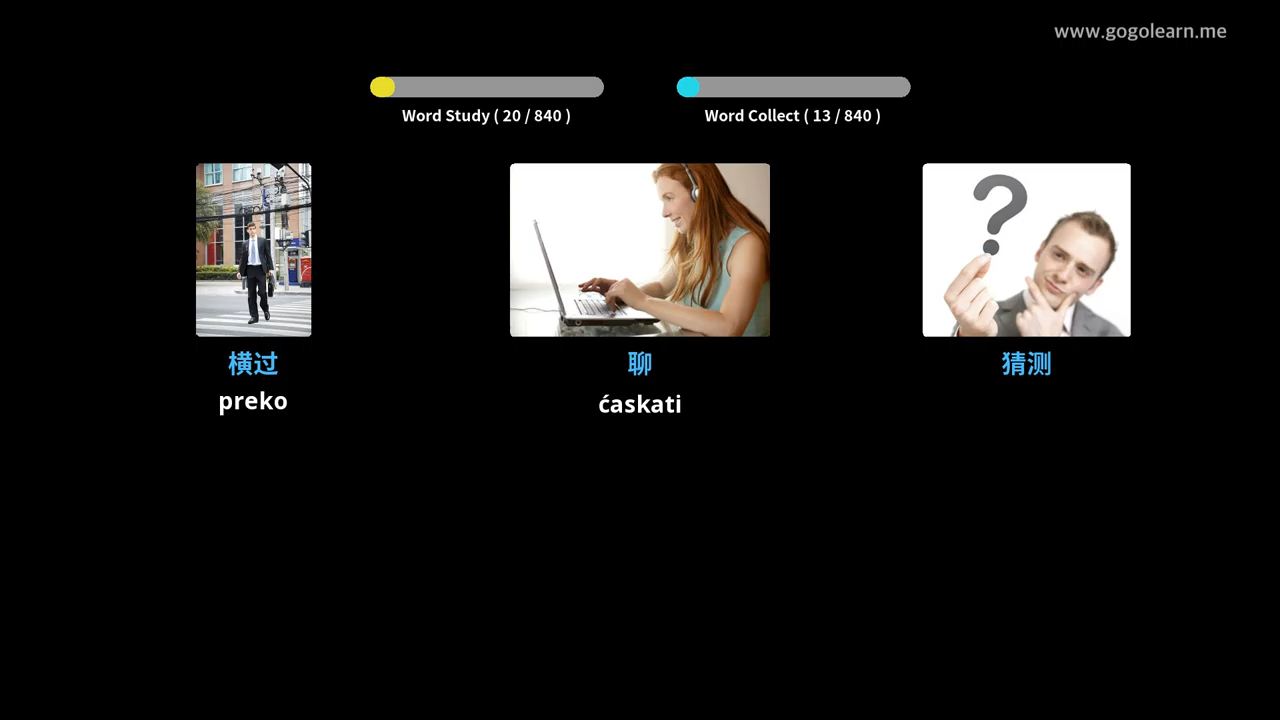 www.gogolearn.me
Word Study ( 20 / 840 )
Word Collect ( 13 / 840 )
横过
聊
猜测
preko
ćaskati